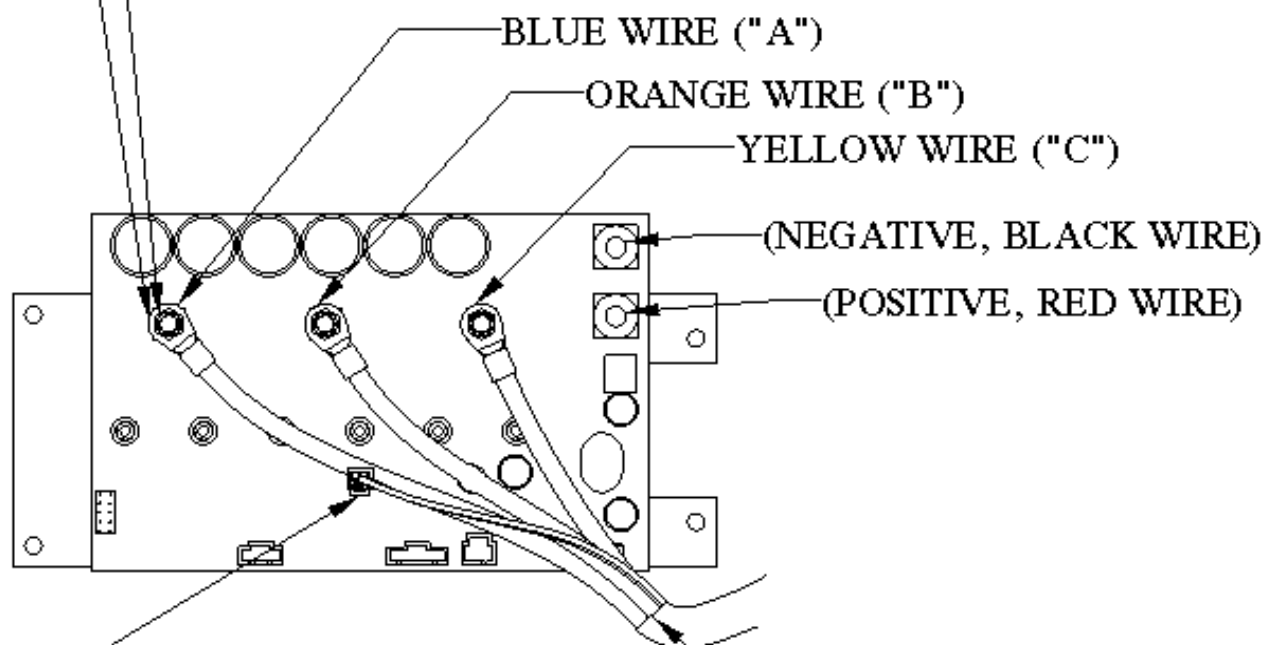 BLUE WIRE ("A")
ORANGE WIRE ("B")
YELLOW WIRE ("C")
(NEGATIVE, BLACK WIRE)
(POSITIVE, RED WIRE)